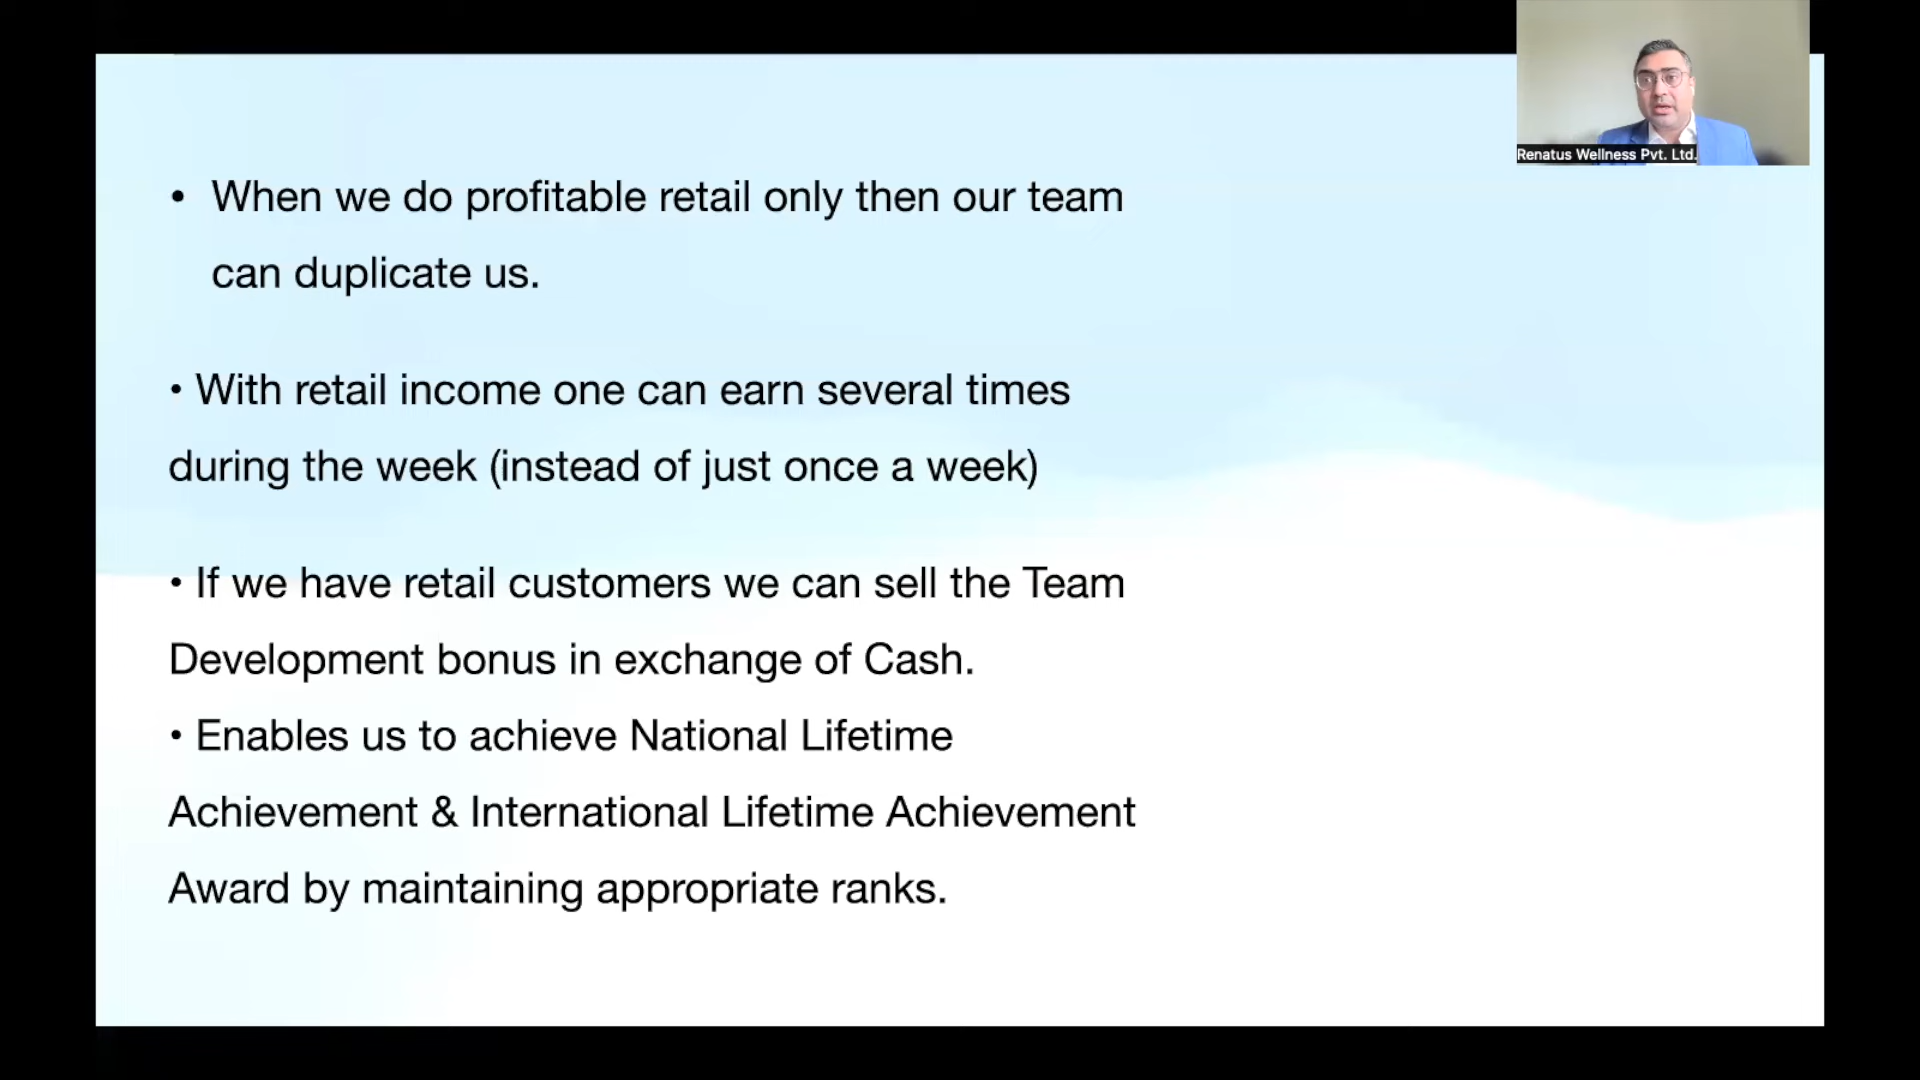 Renatus Wellness Pvt. Ltd.
• When we do profitable retail only then our team
can duplicate us.
• With retail income one can earn several times
during the week (instead of just once a week)
• If we have retail customers we can sell the Team
Development bonus in exchange of Cash.
• Enables us to achieve National Lifetime
Achievement & International Lifetime Achievement
Award by maintaining appropriate ranks.